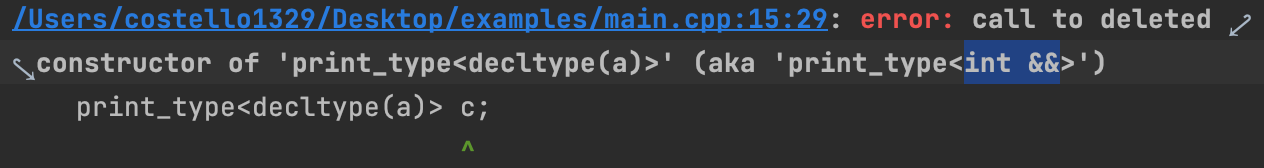 /Users/costello1329/Desktop/examples/main.cpp:15:29: error: call to deleted
constructor of 'print_type<decltype(a)>' (aka 'print_type<int &&>')
print_type<decltype(a)> c;
^